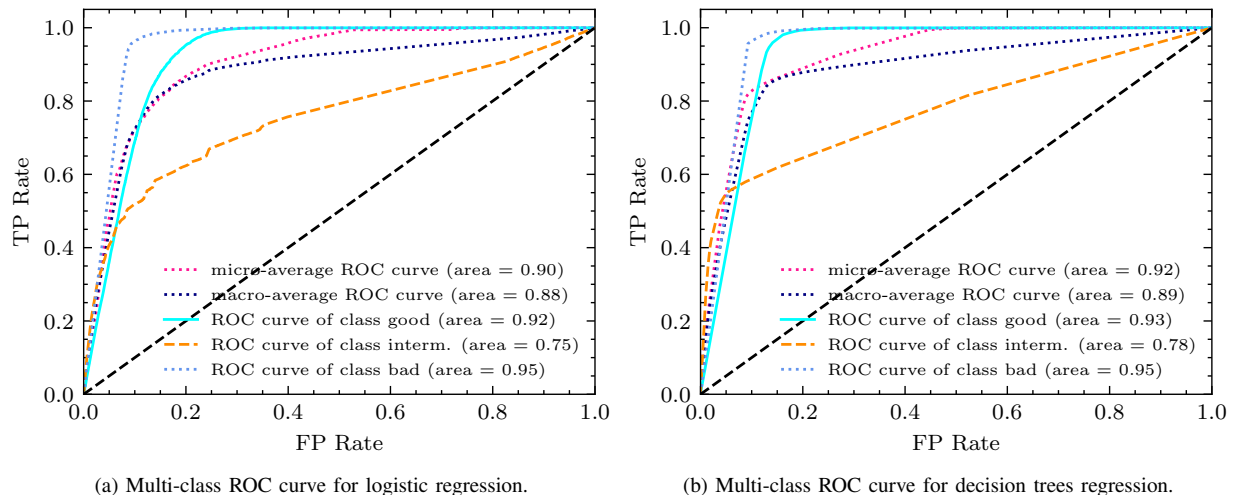 1.0
0.8
0.6
0.4
0.2
0.0
TP Rate
micro-average ROC curve (area = 0.90)
macro-average ROC curve (area = 0.88)
ROC curve of class good (area = 0.92)
ROC curve of class interm. (area = 0.75)
ROC curve of class bad (area = 0.95)
0.0 0.2 0.4 0.6 0.8 1.0
FP Rate
(a) Multi-class ROC curve for logistic regression.
1.0
0.8
0.6
0.4
0.2
0.0
TP Rate
micro-average ROC curve (area = 0.92)
macro-average ROC curve (area = 0.89)
ROC curve of class good (area = 0.93)
ROC curve of class interm. (area = 0.78)
ROC curve of class bad (area = 0.95)
0.0 0.2 0.4 0.6 0.8 1.0
FP Rate
(b) Multi-class ROC curve for decision trees regression.